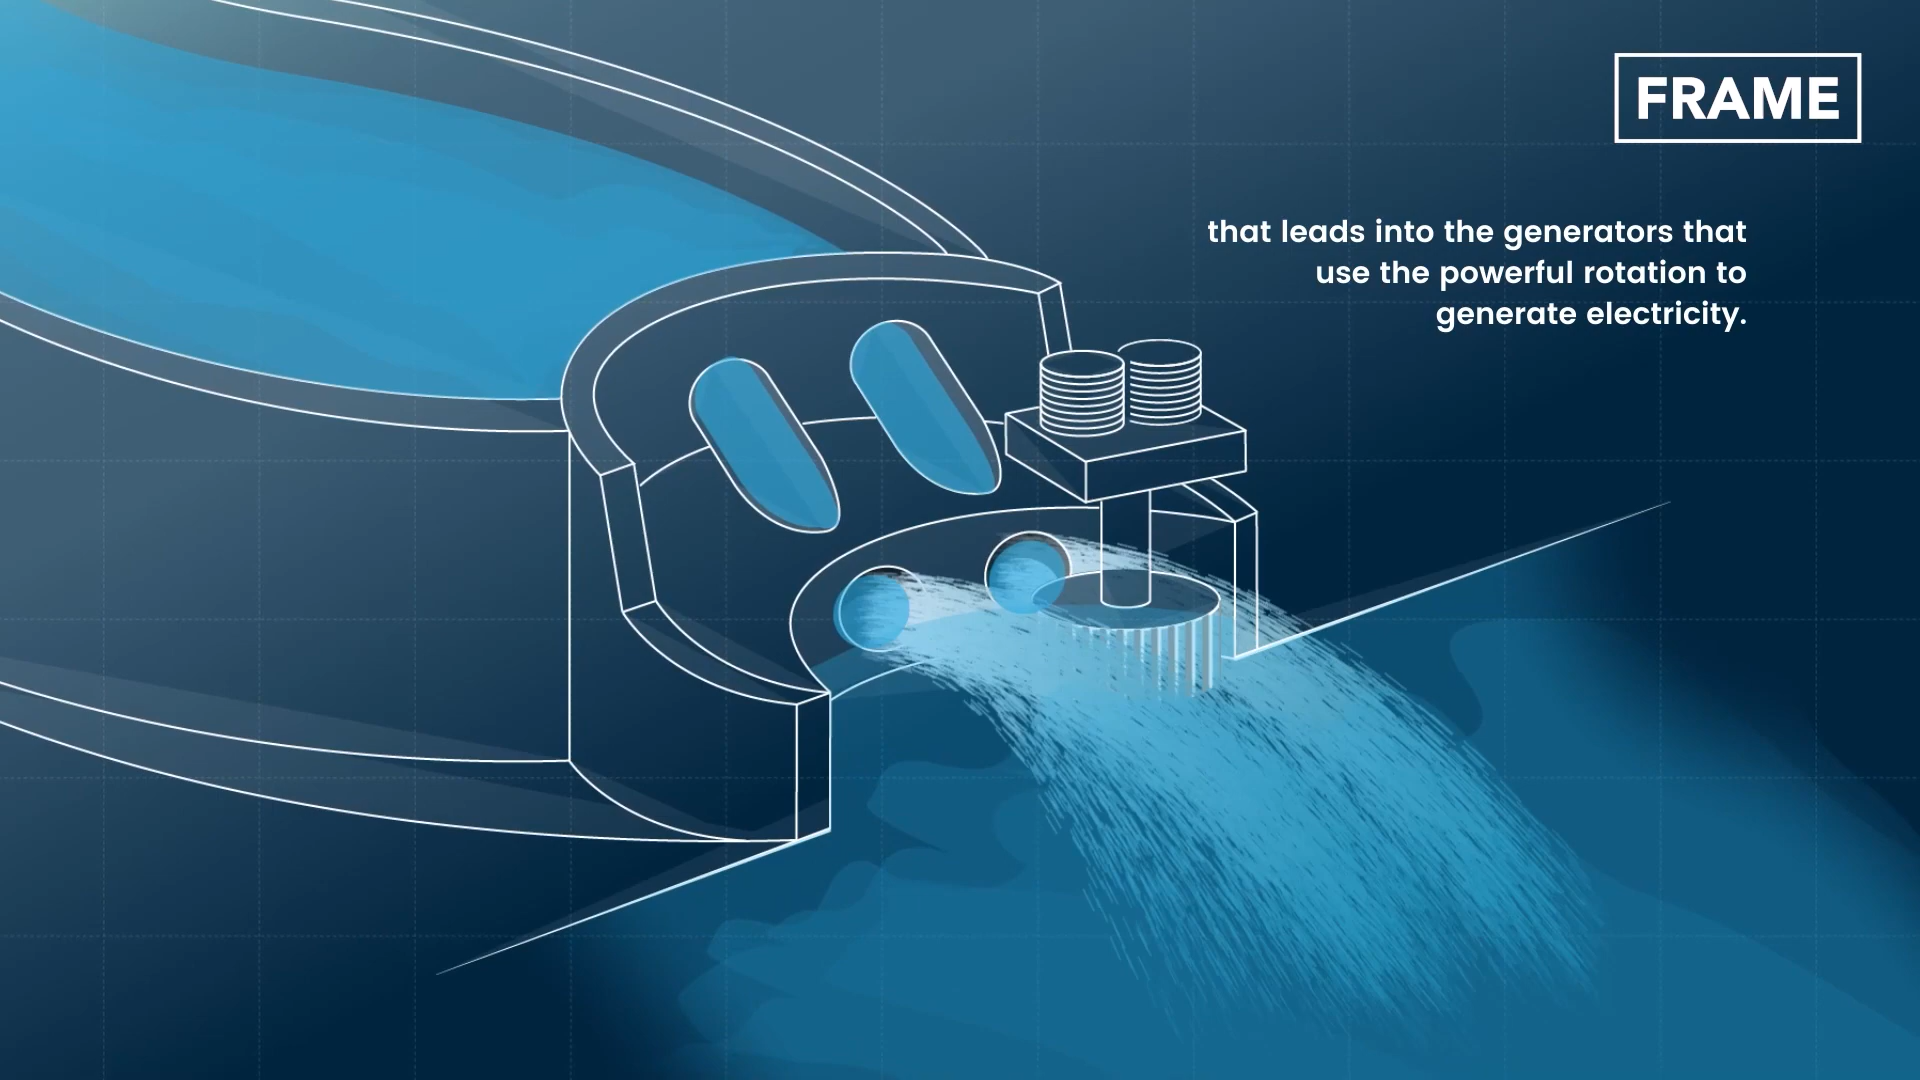 FRAME
that leads into the generators that
use the powerful rotation to
generate electricity.